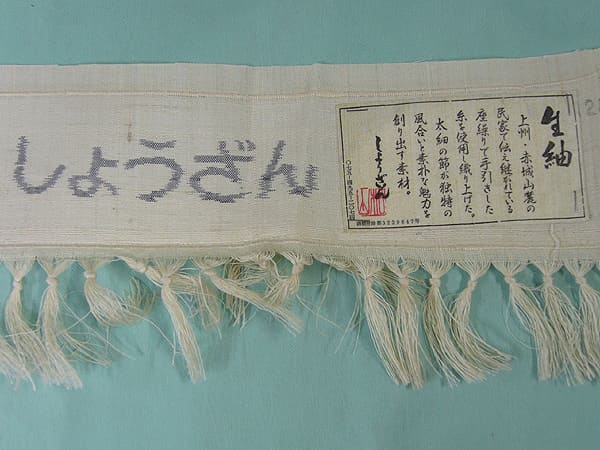 しょうざん
生紬
上州・赤城山麓の
民家で伝え継がれている
座繰りで手引きした
糸を使用し織り上げた。
太細の節が独特の
風合いと素朴な魅力を
創り出す素材。
しょうざん